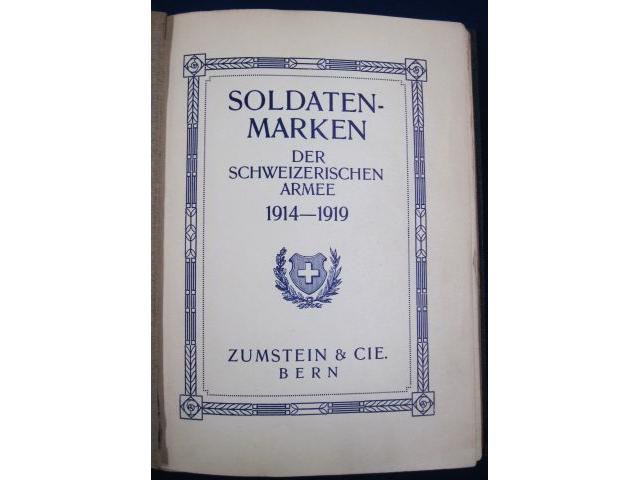 SOLDATEN-
MARKEN
DER
SCHWEIZERISCHEN
ARMEE
1914—1919
ZUMSTEIN & CIE.
BERN